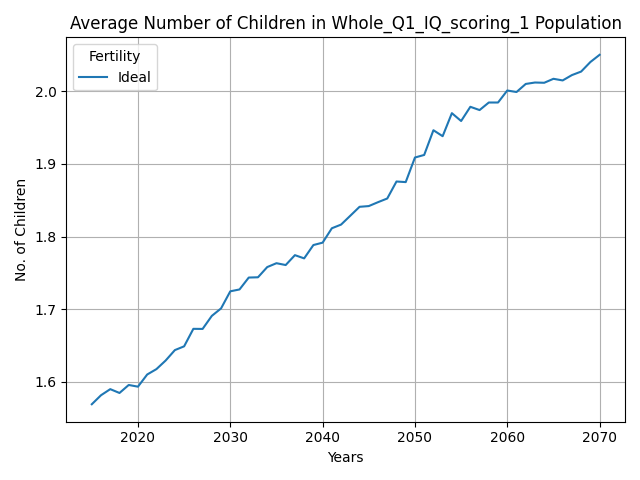 Average Number of Children in Whole_Q1_IQ_scoring_1 Population
Fertility
Ideal
No. of Children
2.0
1.9
1.8
1.7
1.6
2020 2030 2040 2050 2060 2070
Years